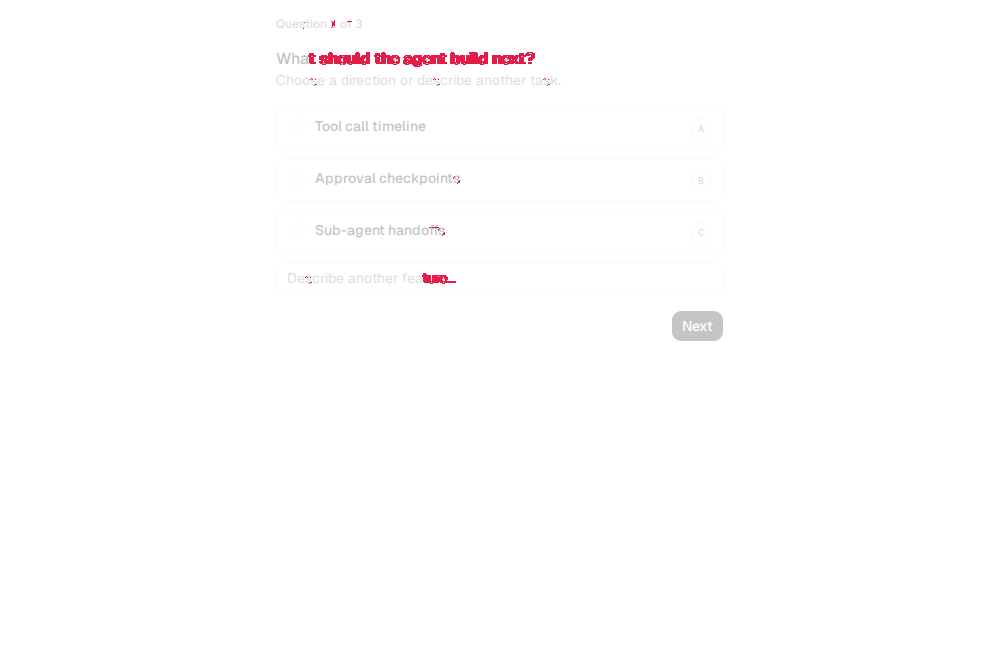 Question 1 of 3
What should the agent build next?
Choose a direction or describe another task.
Tool call timeline
A
Approval checkpoints
B
Sub-agent handoffs
C
Describe another feature…
Next